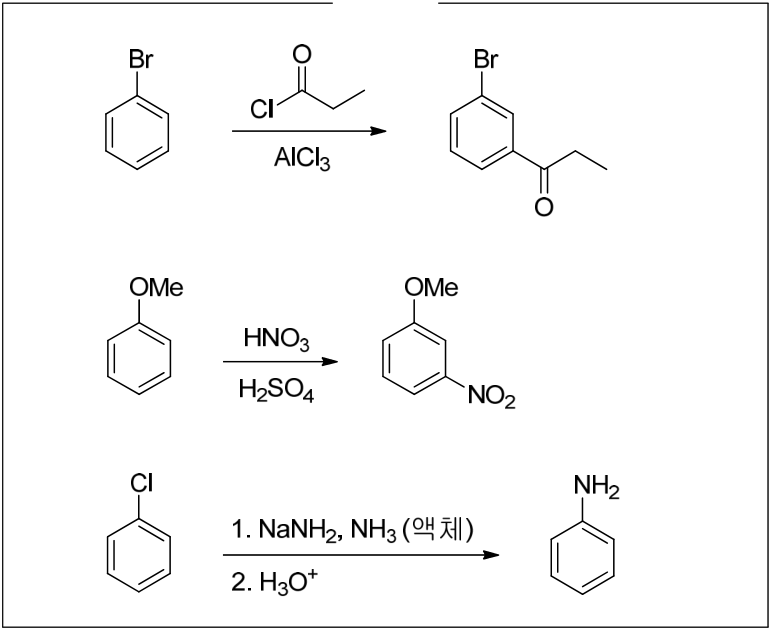 Br
O
Cl
AlCl₃
Br
O
OMe
HNO₃
H₂SO₄
OMe
NO₂
Cl
1. NaNH₂, NH₃ (액체)
2. H₃O⁺
NH₂